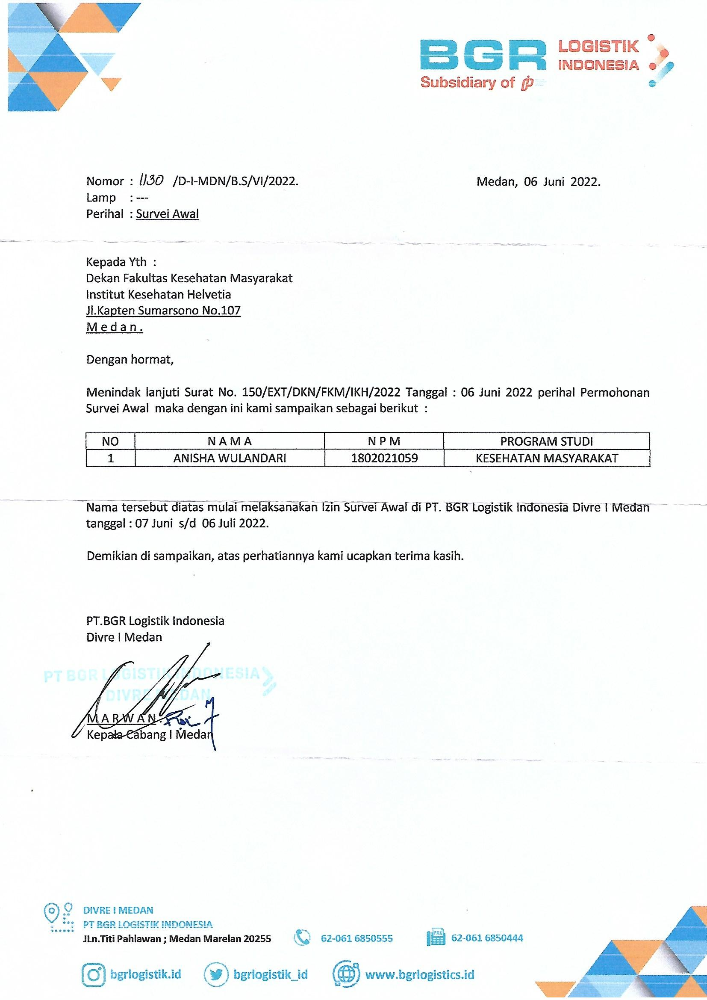 BGR LOGISTIK
INDONESIA
Subsidiary of
Nomor : 1130 /D-I-MDN/B.S/VI/2022. Medan, 06 Juni 2022.
Lamp : ---
Perihal : Survei Awal
Kepada Yth :
Dekan Fakultas Kesehatan Masyarakat
Institut Kesehatan Helvetia
Jl.Kapten Sumarsono No.107
M e d a n .
Dengan hormat,
Menindak lanjuti Surat No. 150/EXT/DKN/FKM/IKH/2022 Tanggal : 06 Juni 2022 perihal Permohonan
Survei Awal maka dengan ini kami sampaikan sebagai berikut :
NO N A M A N P M PROGRAM STUDI
1 ANISHA WULANDARI 1802021059 KESEHATAN MASYARAKAT
Nama tersebut diatas mulai melaksanakan Izin Survei Awal di PT. BGR Logistik Indonesia Divre I Medan
tanggal : 07 Juni s/d 06 Juli 2022.
Demikian di sampaikan, atas perhatiannya kami ucapkan terima kasih.
PT.BGR Logistik Indonesia
Divre I Medan
PT BGR LOGISTIK INDONESIA
DIVRE MEDAN
M A R W A N .
Kepala Cabang I Medan
DIVRE I MEDAN
PT BGR LOGISTIK INDONESIA
JLn.Titi Pahlawan ; Medan Marelan 20255 62-061 6850555 FAX 62-061 6850444
bgrlogistik.id bgrlogistik_id www.bgrlogistics.id